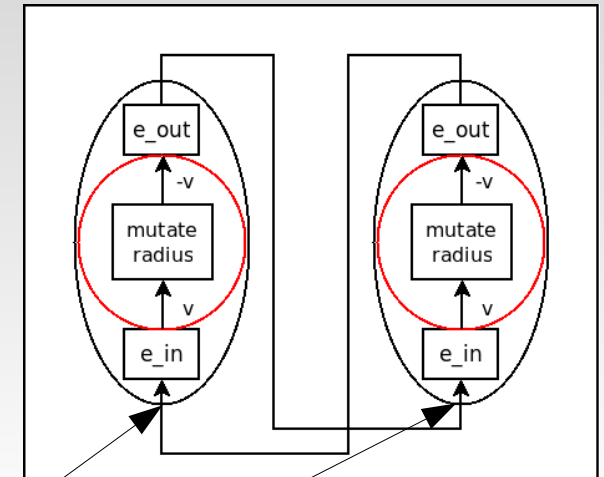 e_out
-v
mutate
radius
v
e_in
e_out
-v
mutate
radius
v
e_in